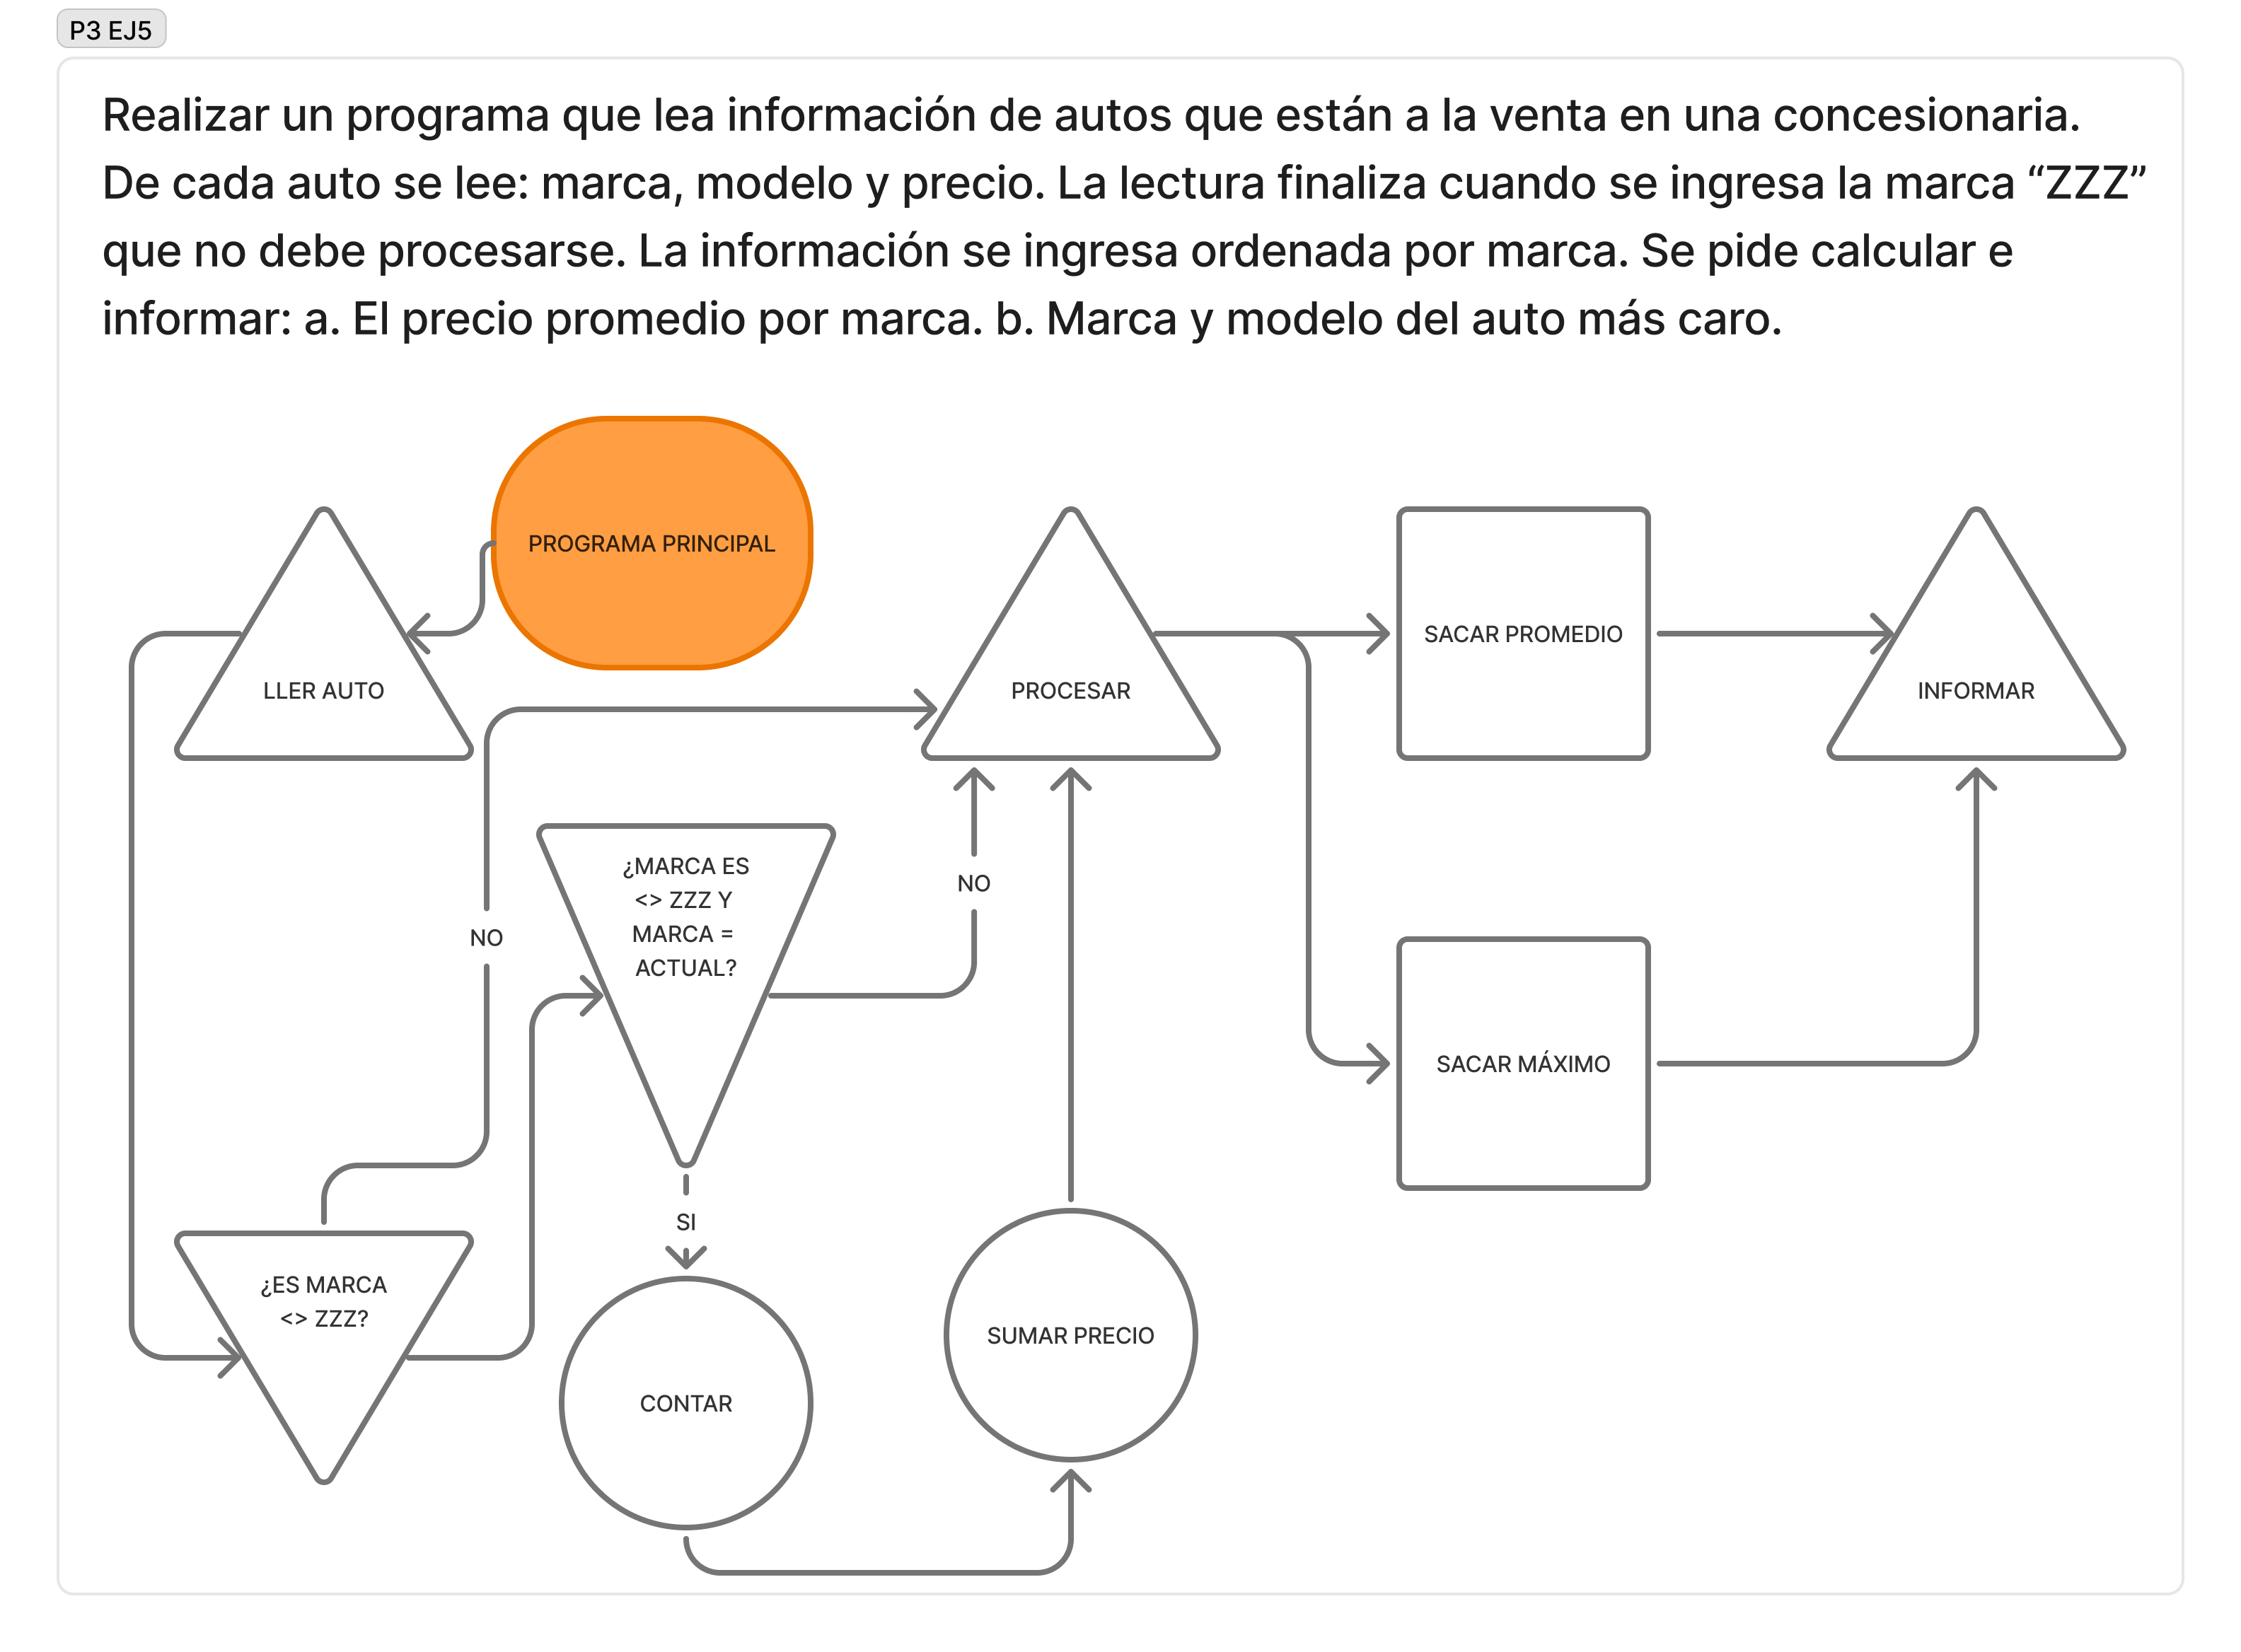 P3 EJ5
Realizar un programa que lea información de autos que están a la venta en una concesionaria.
De cada auto se lee: marca, modelo y precio. La lectura finaliza cuando se ingresa la marca “ZZZ”
que no debe procesarse. La información se ingresa ordenada por marca. Se pide calcular e
informar: a. El precio promedio por marca. b. Marca y modelo del auto más caro.
PROGRAMA PRINCIPAL
LLER AUTO
PROCESAR
SACAR PROMEDIO
INFORMAR
¿MARCA ES
<> ZZZ Y
MARCA =
ACTUAL?
NO
NO
SACAR MÁXIMO
SI
¿ES MARCA
<> ZZZ?
CONTAR
SUMAR PRECIO